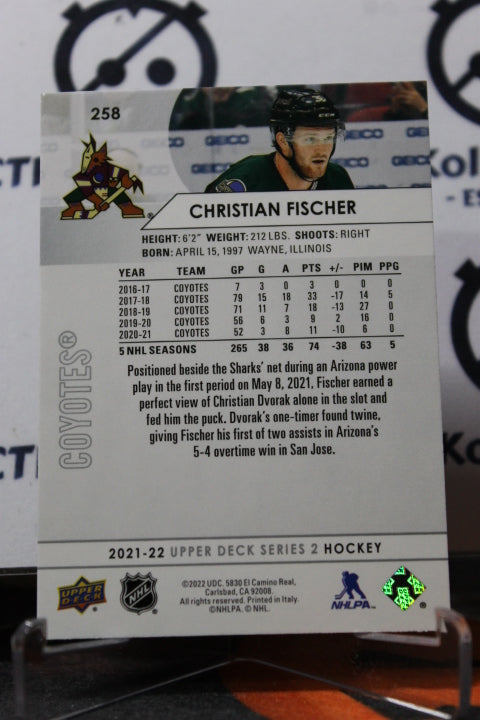 258
GEICO GEICO
GEICO GEICO
CHRISTIAN FISCHER
HEIGHT: 6'2" WEIGHT: 212 LBS. SHOOTS: RIGHT
BORN: APRIL 15, 1997 WAYNE, ILLINOIS
YEAR TEAM GP G A PTS +/- PIM PPG
2016-17 COYOTES 7 3 0 3 0 0 0
2017-18 COYOTES 79 15 18 33 -17 14 5
2018-19 COYOTES 71 11 7 18 -13 27 0
2019-20 COYOTES 56 6 3 9 2 16 0
2020-21 COYOTES 52 3 8 11 -10 6 0
5 NHL SEASONS 265 38 36 74 -38 63 5
COYOTES®
Positioned beside the Sharks' net during an Arizona power
play in the first period on May 8, 2021, Fischer earned a
perfect view of Christian Dvorak alone in the slot and
fed him the puck. Dvorak's one-timer found twine,
giving Fischer his first of two assists in Arizona's
5-4 overtime win in San Jose.
2021-22 UPPER DECK SERIES 2 HOCKEY
UPPER
DECK
NHL
©2022 UDC. 5830 El Camino Real,
Carlsbad, CA 92008.
All rights reserved. Printed in Italy.
©NHLPA. © NHL.
NHLPA
®